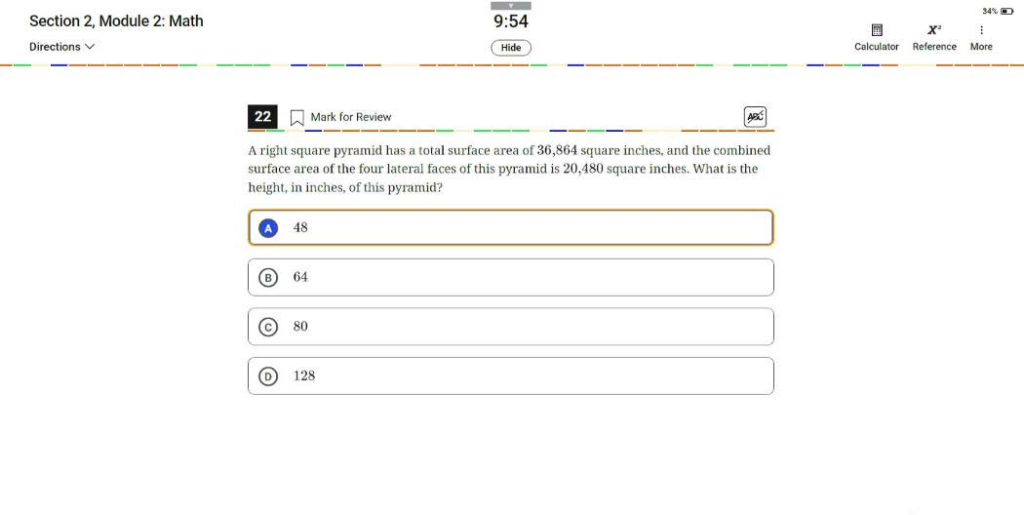 Section 2, Module 2: Math
9:54
34%
Directions
Hide
Calculator Reference More
X²
22 Mark for Review
ABC
A right square pyramid has a total surface area of 36,864 square inches, and the combined
surface area of the four lateral faces of this pyramid is 20,480 square inches. What is the
height, in inches, of this pyramid?
A 48
B 64
C 80
D 128